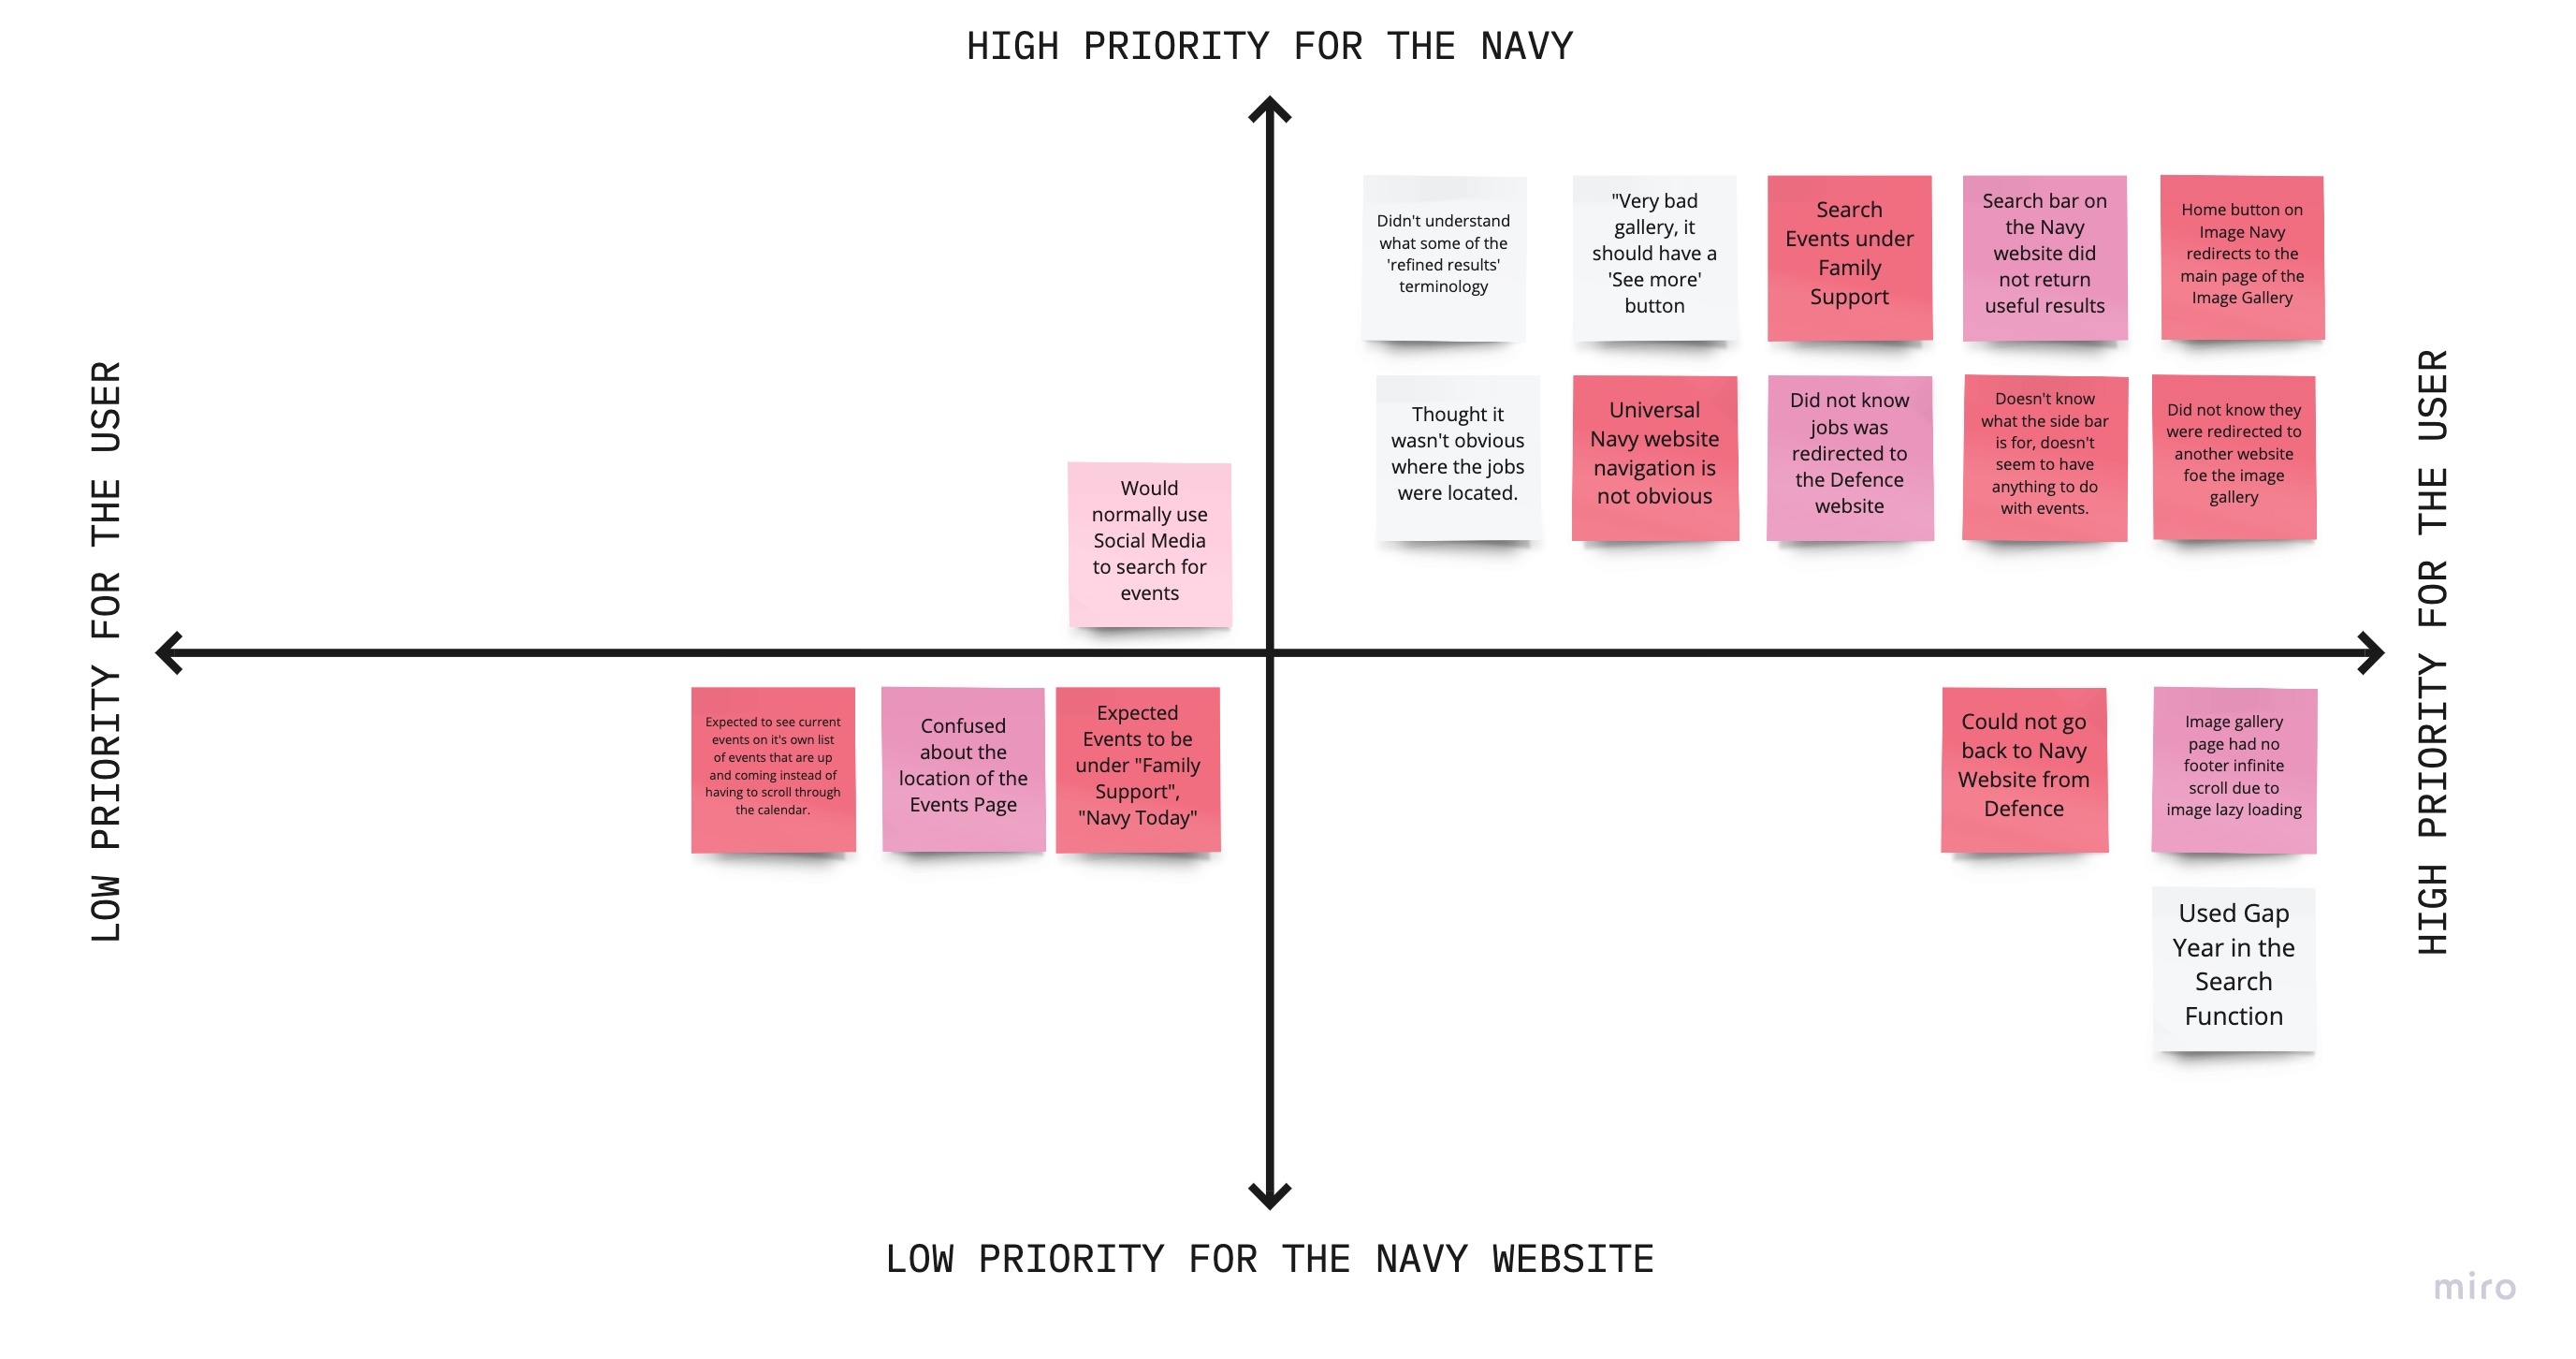 HIGH PRIORITY FOR THE NAVY
Didn't understand
what some of the
'refined results'
terminology
"Very bad
gallery, it
should have a
'See more'
button
Search
Events under
Family
Support
Search bar on
the Navy
website did
not return
useful results
Home button on
Image Navy
redirects to the
main page of the
Image Gallery
Thought it
wasn't obvious
where the jobs
were located.
Universal
Navy website
navigation is
not obvious
Did not know
jobs was
redirected to
the Defence
website
Doesn't know
what the side bar
is for, doesn't
seem to have
anything to do
with events.
Did not know they
were redirected to
another website
foe the image
gallery
Would
normally use
Social Media
to search for
events
LOW PRIORITY FOR THE USER
HIGH PRIORITY FOR THE USER
Expected to see current
events on it's own list
of events that are up
and coming instead of
having to scroll through
the calendar.
Confused
about the
location of the
Events Page
Expected
Events to be
under "Family
Support",
"Navy Today"
Could not go
back to Navy
Website from
Defence
Image gallery
page had no
footer infinite
scroll due to
image lazy loading
Used Gap
Year in the
Search
Function
LOW PRIORITY FOR THE NAVY WEBSITE
miro